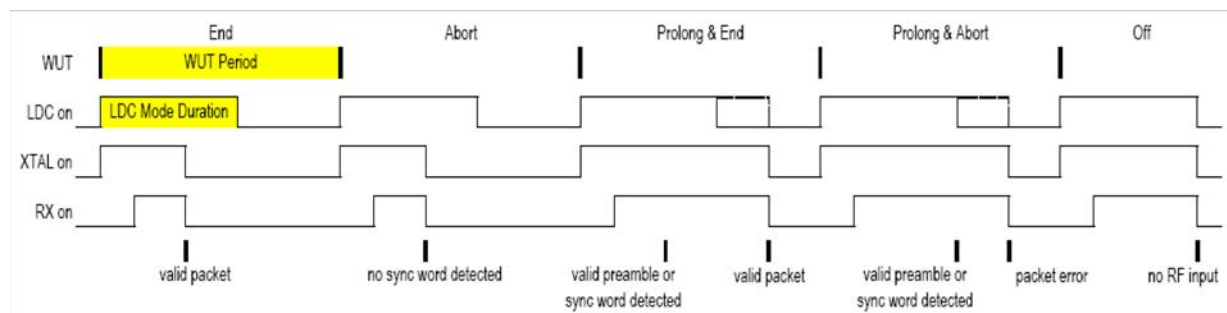 End Abort Prolong & End Prolong & Abort Off
WUT WUT Period
LDC on LDC Mode Duration
XTAL on
RX on
valid packet no sync word detected valid preamble or valid packet valid preamble or packet error no RF input
sync word detected sync word detected